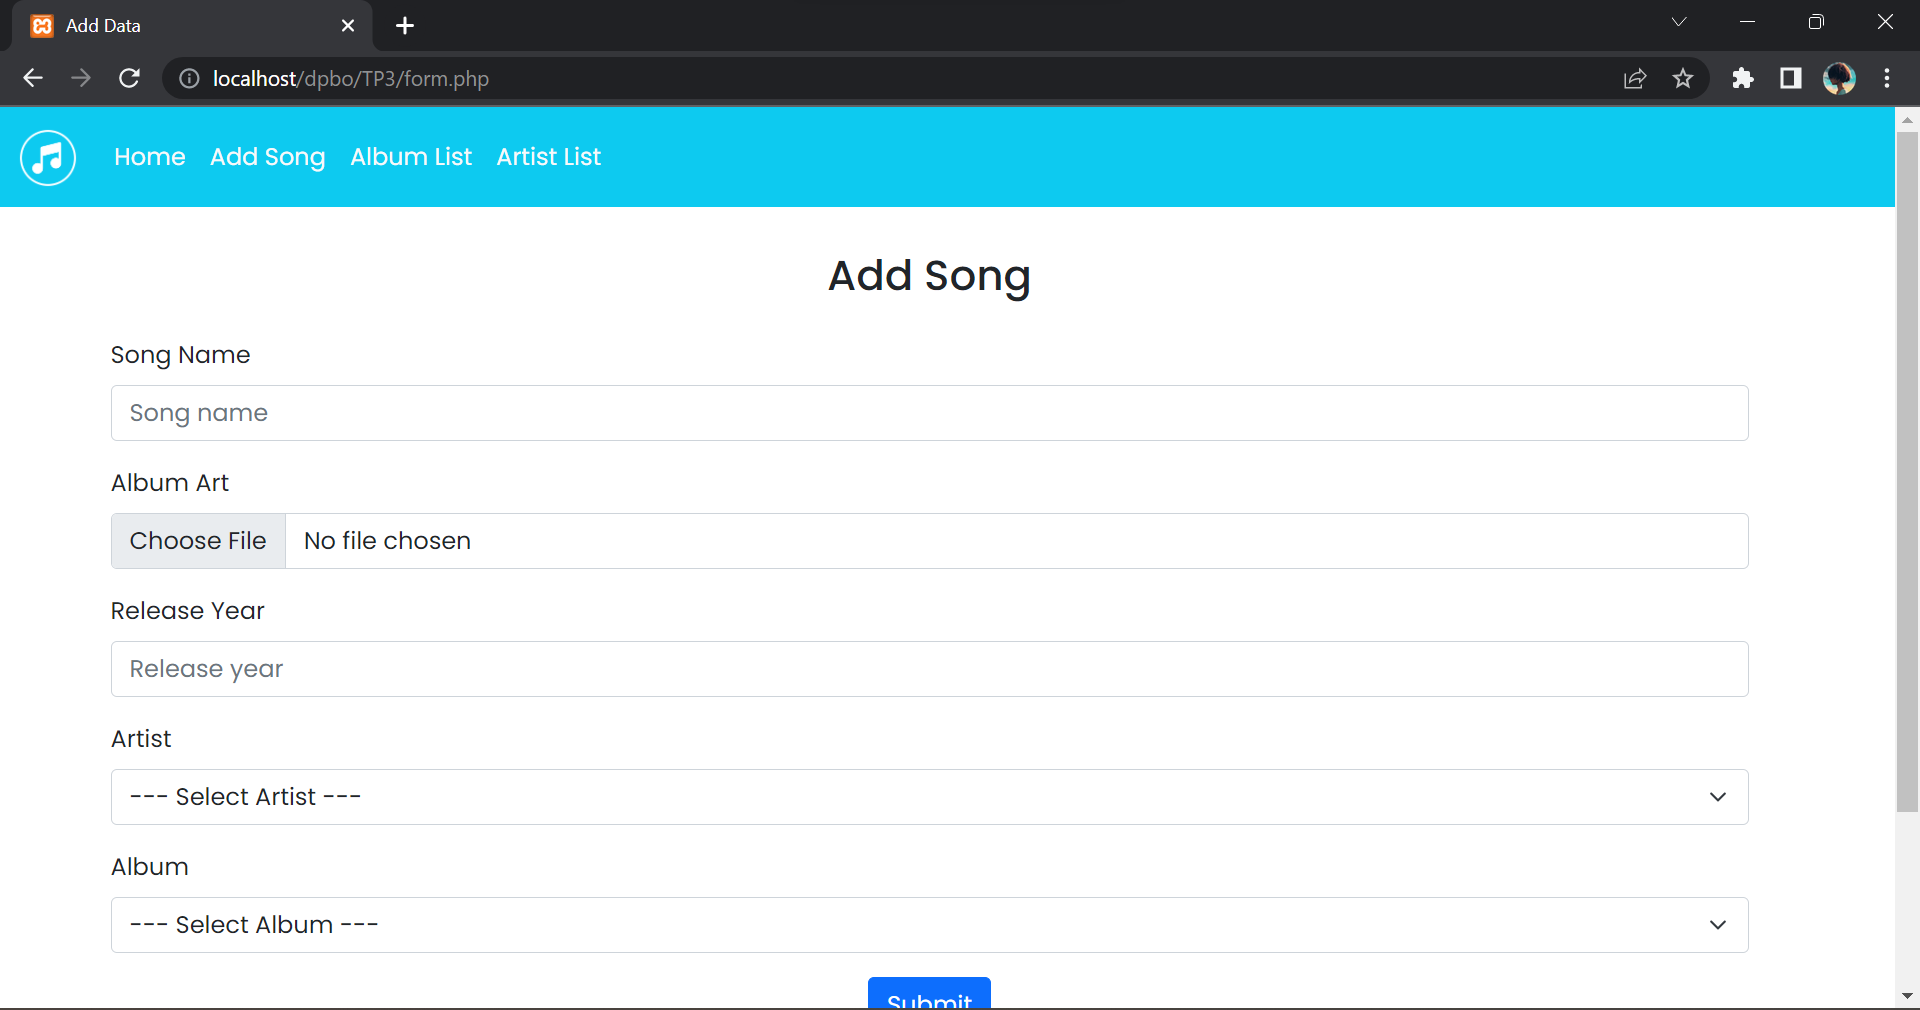 Add Data
localhost/dpbo/TP3/form.php
Home Add Song Album List Artist List
Add Song
Song Name
Song name
Album Art
Choose File No file chosen
Release Year
Release year
Artist
--- Select Artist ---
Album
--- Select Album ---
Submit